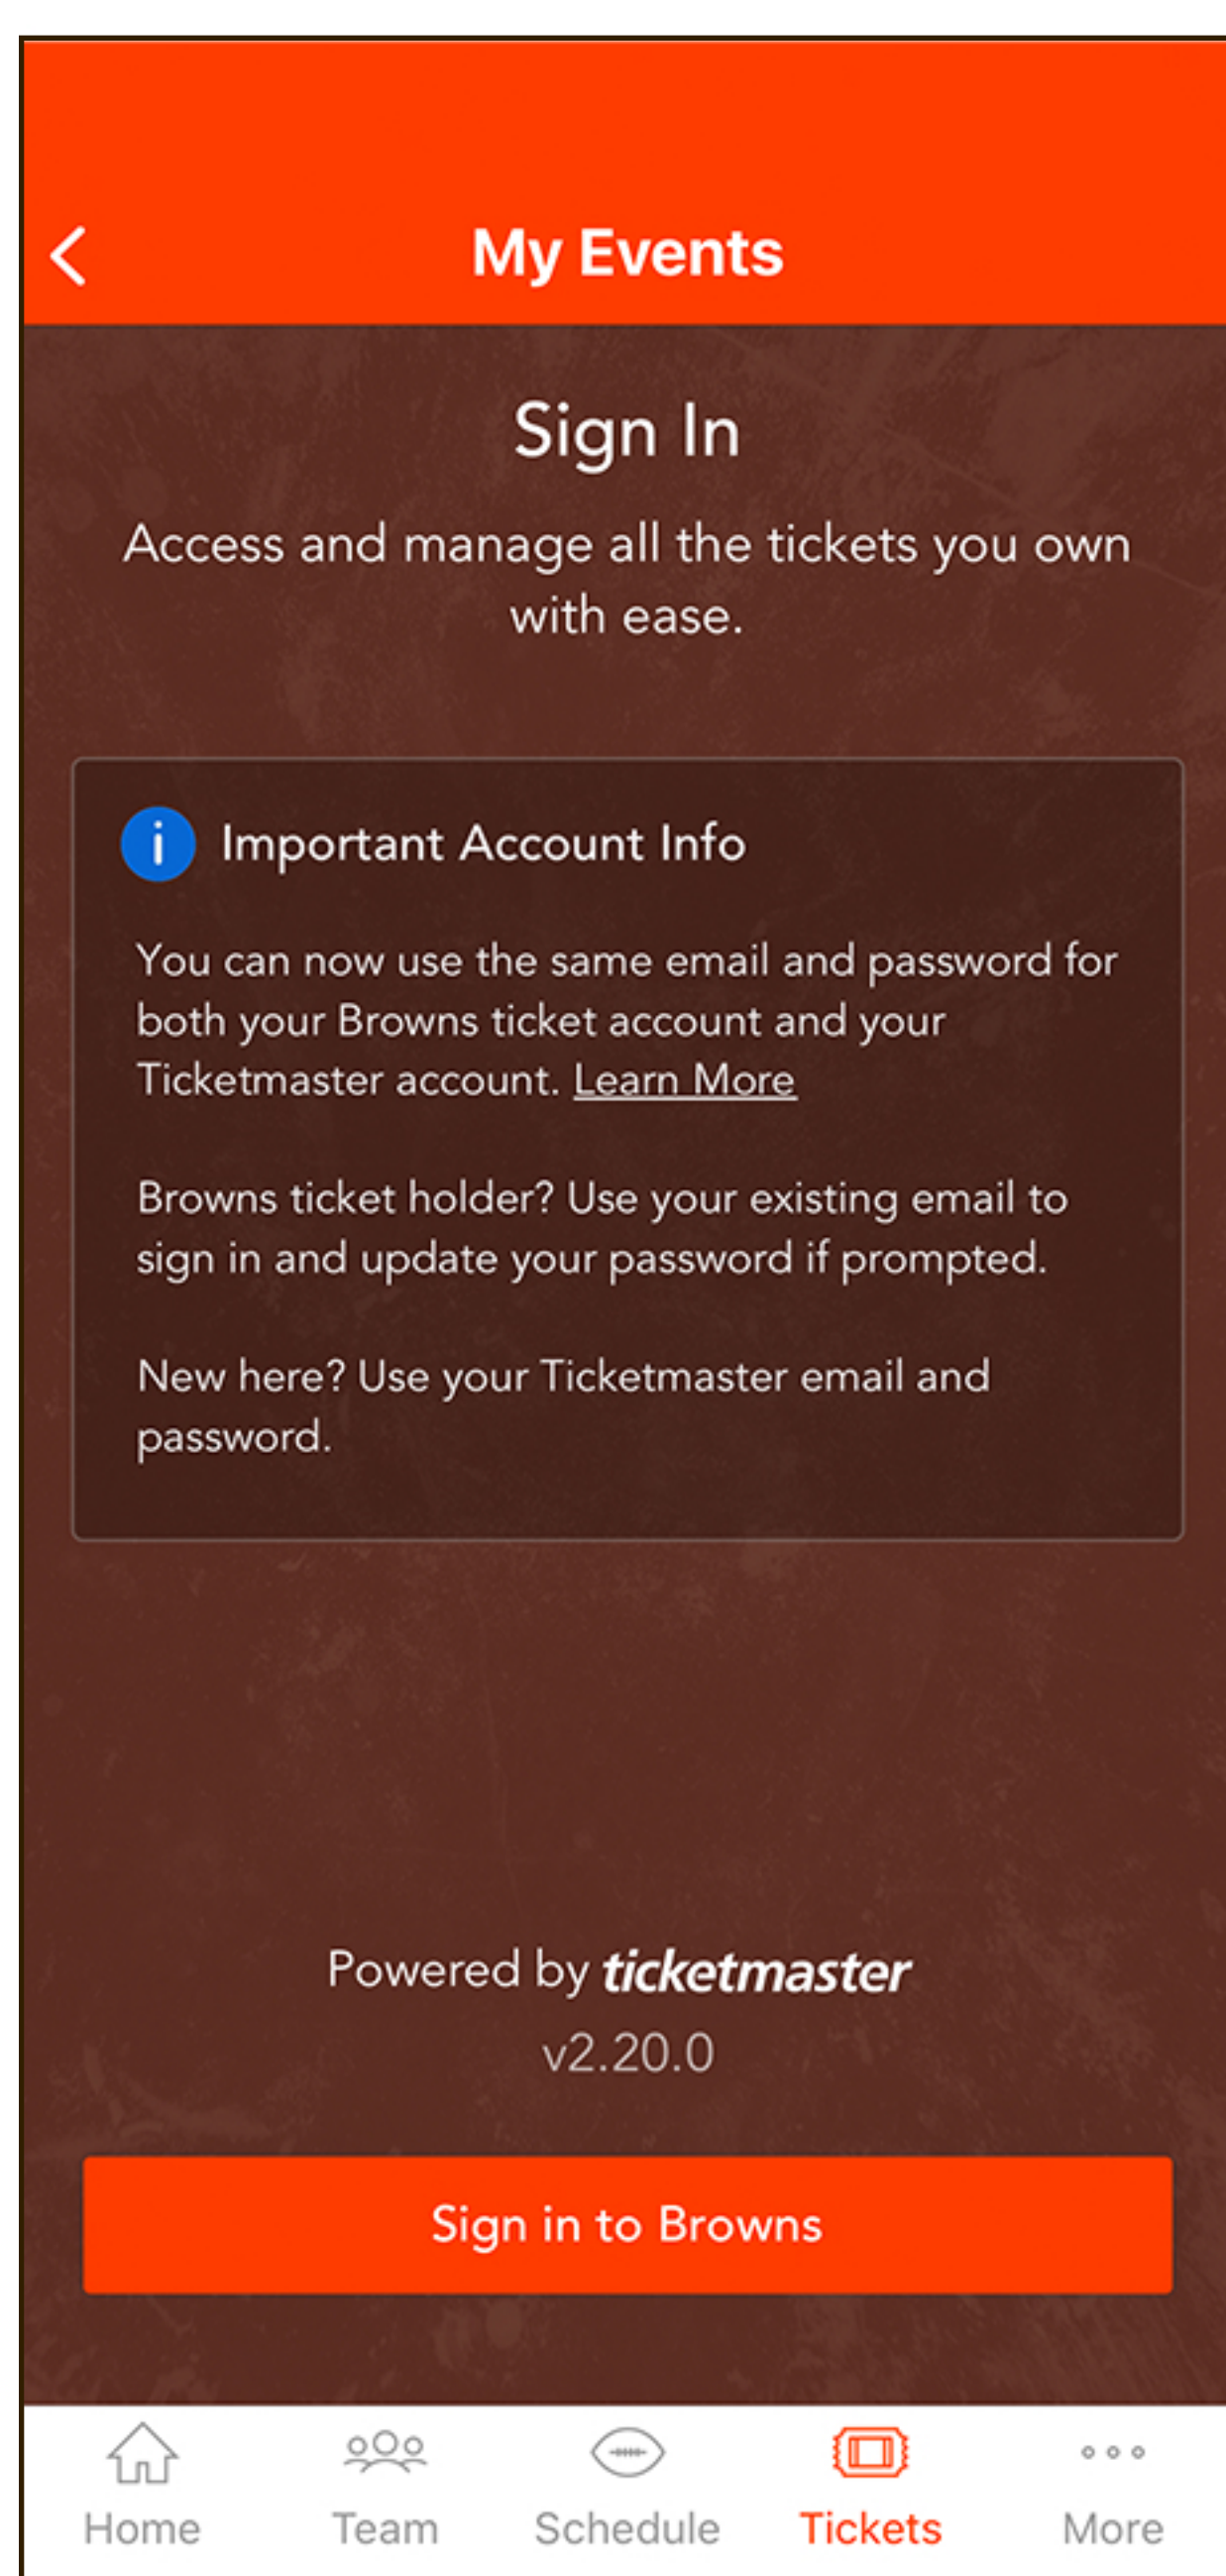 My Events
Sign In
Access and manage all the tickets you own
with ease.
i Important Account Info
You can now use the same email and password for
both your Browns ticket account and your
Ticketmaster account. Learn More
Browns ticket holder? Use your existing email to
sign in and update your password if prompted.
New here? Use your Ticketmaster email and
password.
Powered by ticketmaster
v2.20.0
Sign in to Browns
Home Team Schedule Tickets More